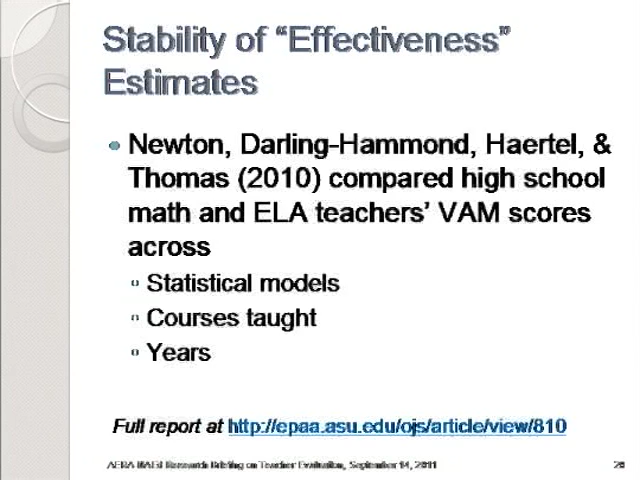 Stability of “Effectiveness”
Estimates
Newton, Darling-Hammond, Haertel, &
Thomas (2010) compared high school
math and ELA teachers’ VAM scores
across
Statistical models
Courses taught
Years
Full report at http://epaa.asu.edu/ojs/article/view/810
AERA Research Briefing on Teacher Evaluation, September 14, 2011